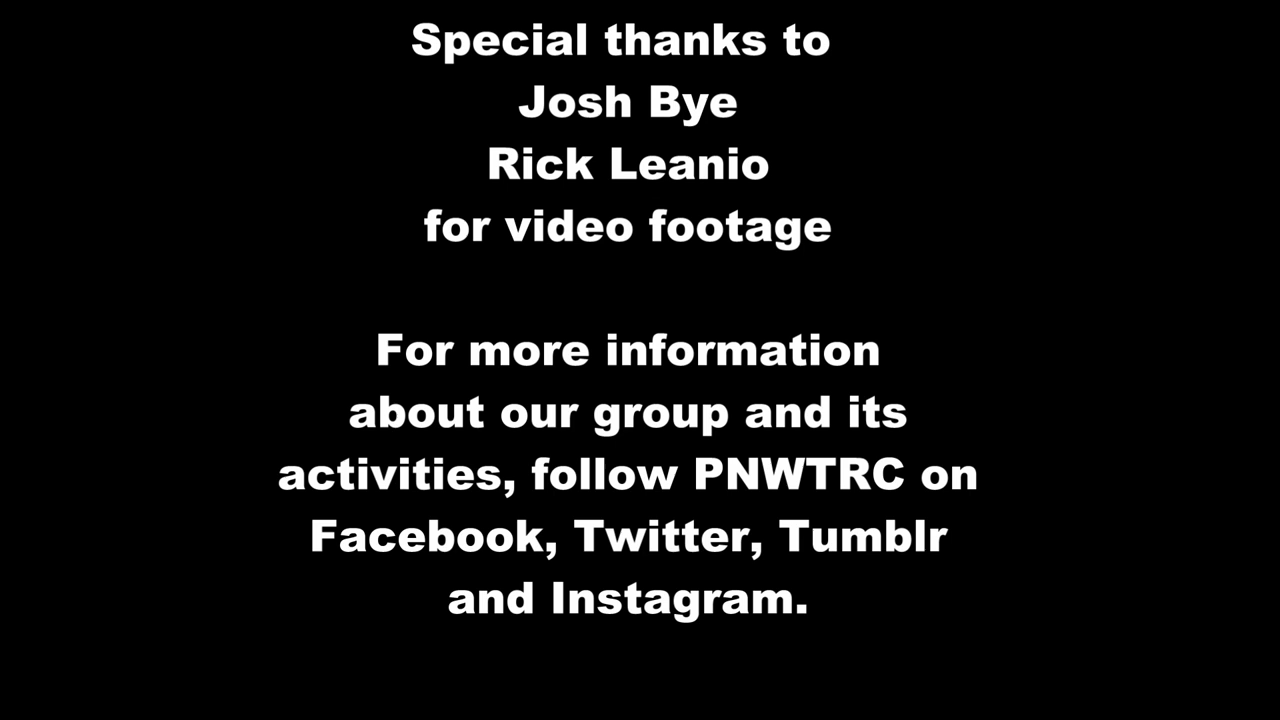 Special thanks to
Josh Bye
Rick Leanio
for video footage
For more information
about our group and its
activities, follow PNWTRC on
Facebook, Twitter, Tumblr
and Instagram.